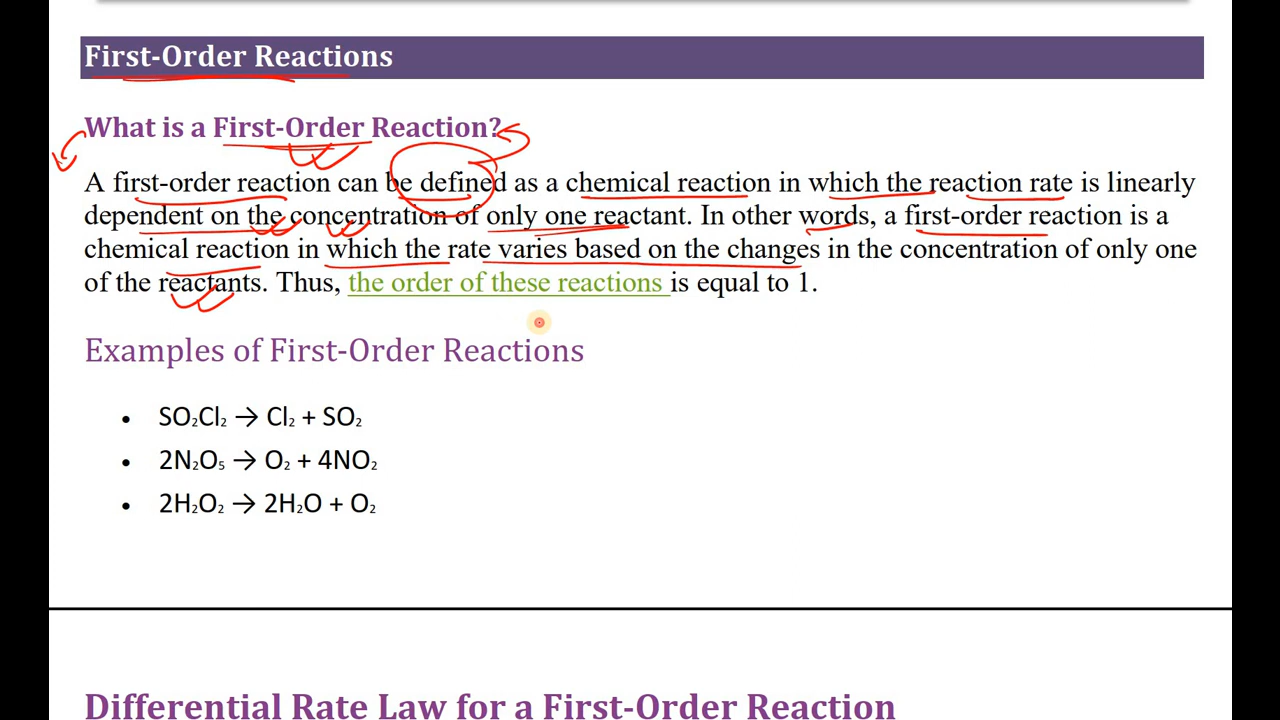 First-Order Reactions
What is a First-Order Reaction?
A first-order reaction can be defined as a chemical reaction in which the reaction rate is linearly
dependent on the concentration of only one reactant. In other words, a first-order reaction is a
chemical reaction in which the rate varies based on the changes in the concentration of only one
of the reactants. Thus, the order of these reactions is equal to 1.
Examples of First-Order Reactions
• SO₂Cl₂ → Cl₂ + SO₂
• 2N₂O₅ → O₂ + 4NO₂
• 2H₂O₂ → 2H₂O + O₂
Differential Rate Law for a First-Order Reaction